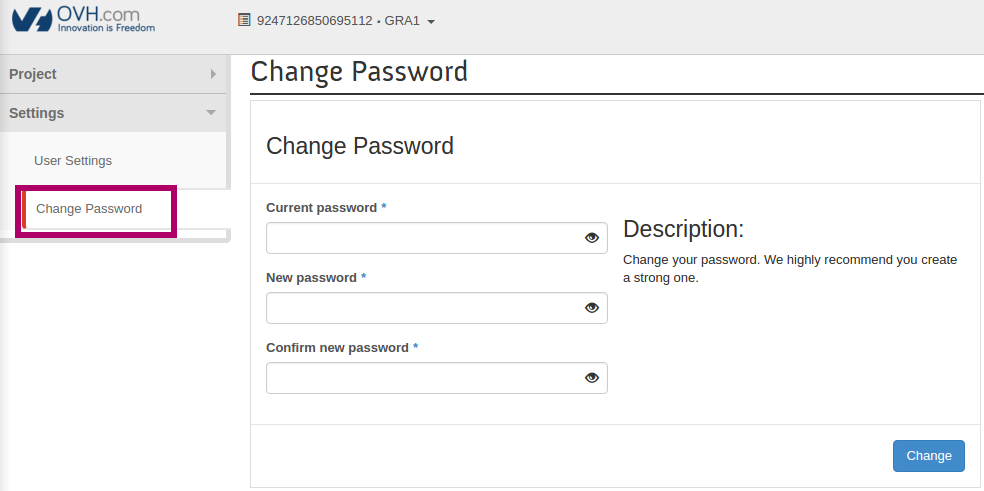 OVH.com
Innovation is Freedom
9247126850695112 • GRA1
Project
Settings
User Settings
Change Password
Change Password
Change Password
Current password *
New password *
Confirm new password *
Description:
Change your password. We highly recommend you create
a strong one.
Change